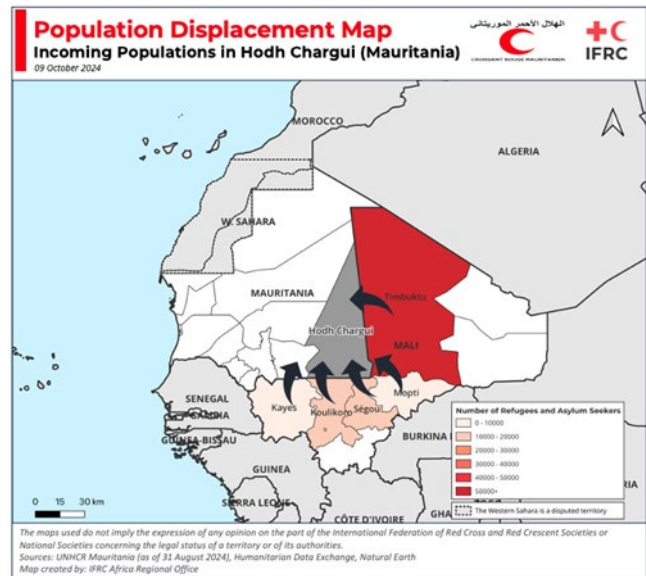 Population Displacement Map
Incoming Populations in Hodh Chargui (Mauritania)
09 October 2024
الهلال الأحمر الموريتاني
CROISSANT ROUGE MAURITANIEN
IFRC
MOROCCO
ALGERIA
W. SAHARA
MAURITANIA
Timbuktu
Hodh Chargui
MALI
SENEGAL
Kayes
Koulikoro
Ségou
Mopti
GAMBIA
GUINEA-BISSAU
BURKINA
GUINEA
SIERRA LEONE
CÔTE D'IVOIRE
GHA
Number of Refugees and Asylum Seekers
0 - 10000
10000 - 20000
20000 - 30000
30000 - 40000
40000 - 50000
50000+
The Western Sahara is a disputed territory
0 15 30 km
The maps used do not imply the expression of any opinion on the part of the International Federation of Red Cross and Red Crescent Societies or
National Societies concerning the legal status of a territory or of its authorities.
Sources: UNHCR Mauritania (as of 31 August 2024), Humanitarian Data Exchange, Natural Earth
Map created by: IFRC Africa Regional Office